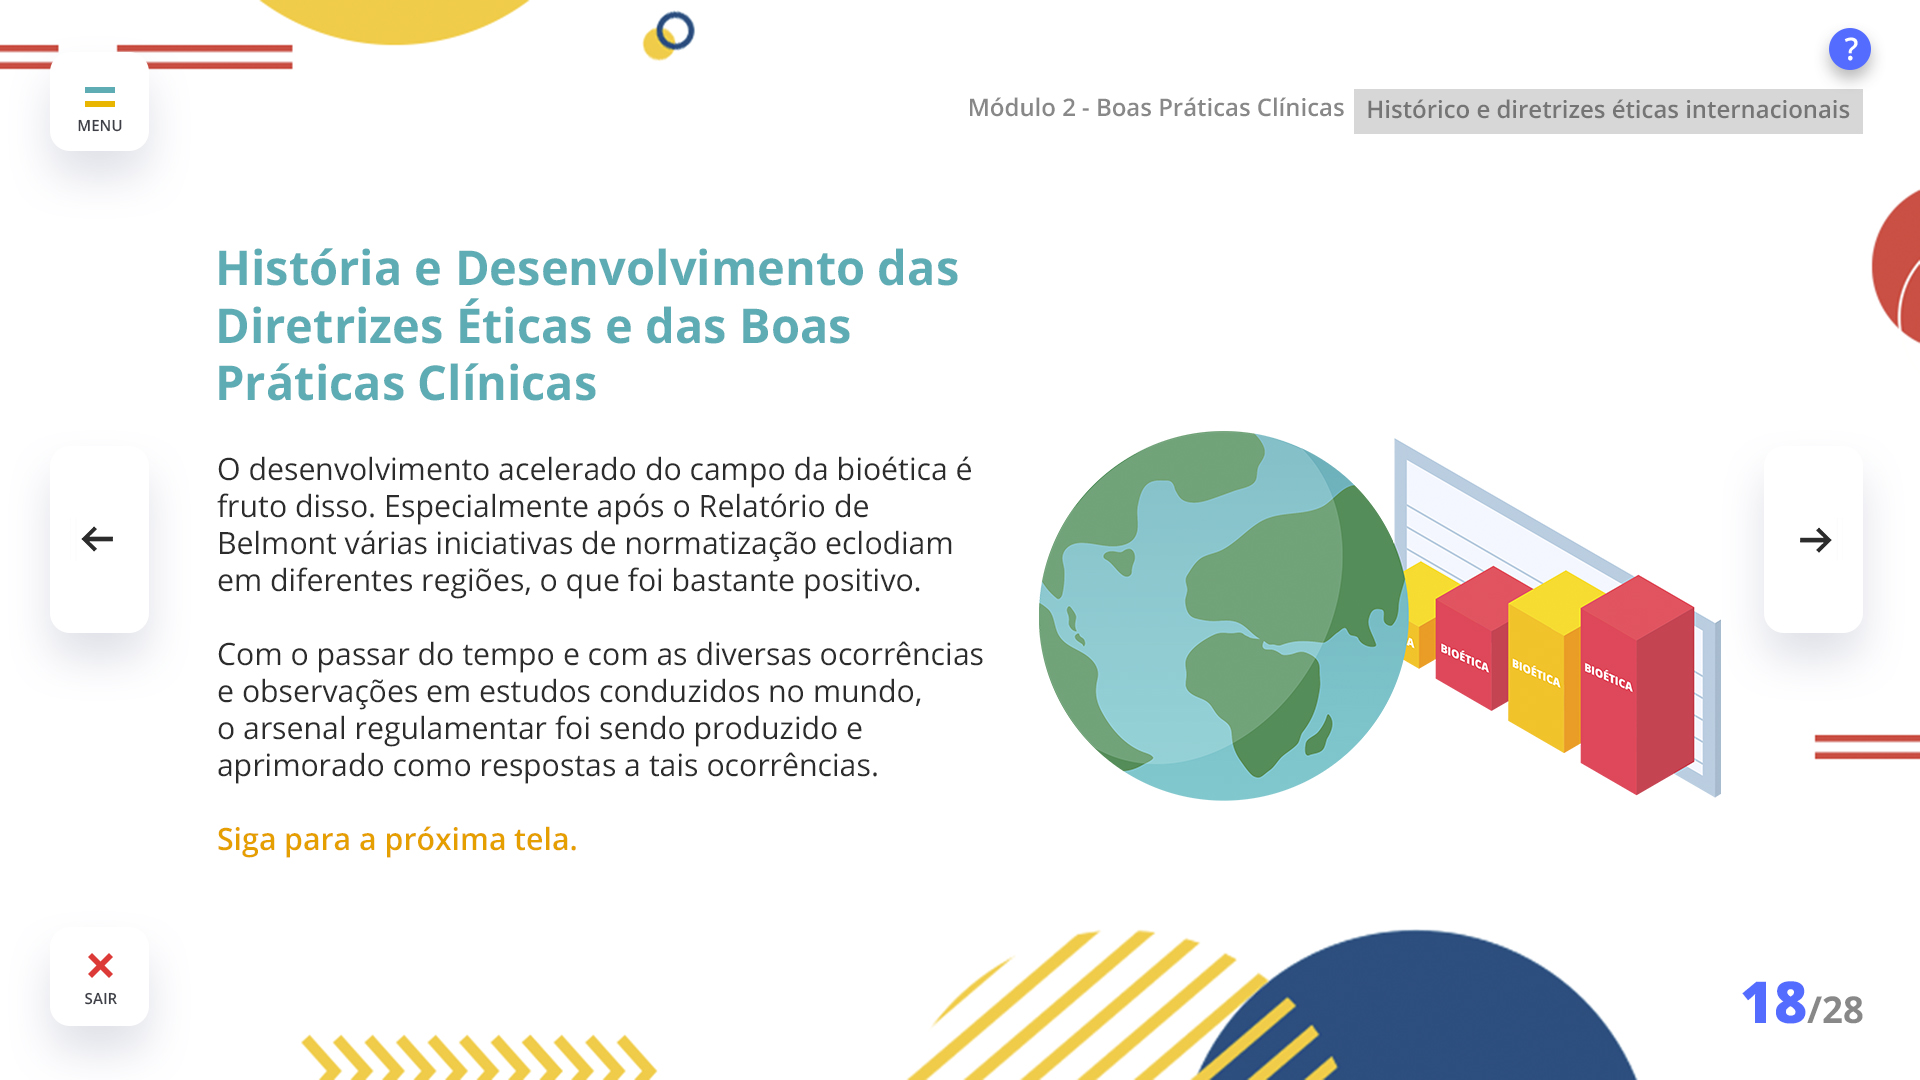 ?
MENU
Módulo 2 - Boas Práticas Clínicas
Histórico e diretrizes éticas internacionais
História e Desenvolvimento das
Diretrizes Éticas e das Boas
Práticas Clínicas
O desenvolvimento acelerado do campo da bioética é
fruto disso. Especialmente após o Relatório de
Belmont várias iniciativas de normatização eclodiam
em diferentes regiões, o que foi bastante positivo.
Com o passar do tempo e com as diversas ocorrências
e observações em estudos conduzidos no mundo,
o arsenal regulamentar foi sendo produzido e
aprimorado como respostas a tais ocorrências.
Siga para a próxima tela.
A
BIOÉTICA
BIOÉTICA
BIOÉTICA
SAIR
18/28